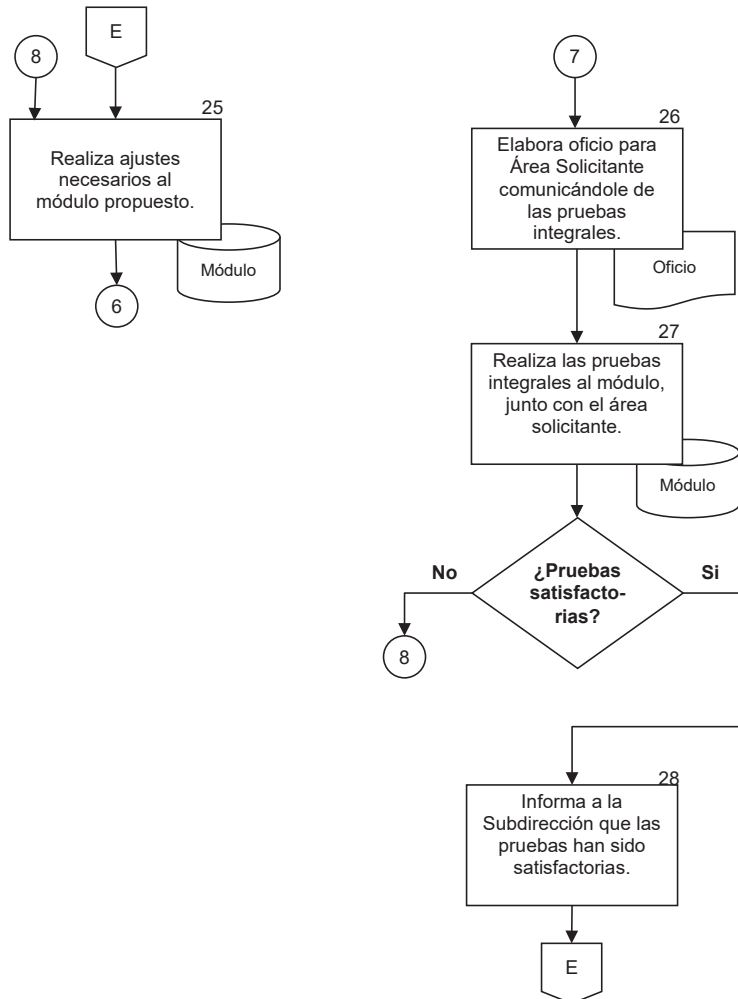 E
8
25
Realiza ajustes
necesarios al
módulo propuesto.
Módulo
6
7
26
Elabora oficio para
Área Solicitante
comunicándole de
las pruebas
integrales.
Oficio
27
Realiza las pruebas
integrales al módulo,
junto con el área
solicitante.
Módulo
No
¿Pruebas
satisfacto-
rias?
Si
8
28
Informa a la
Subdirección que las
pruebas han sido
satisfactorias.
E